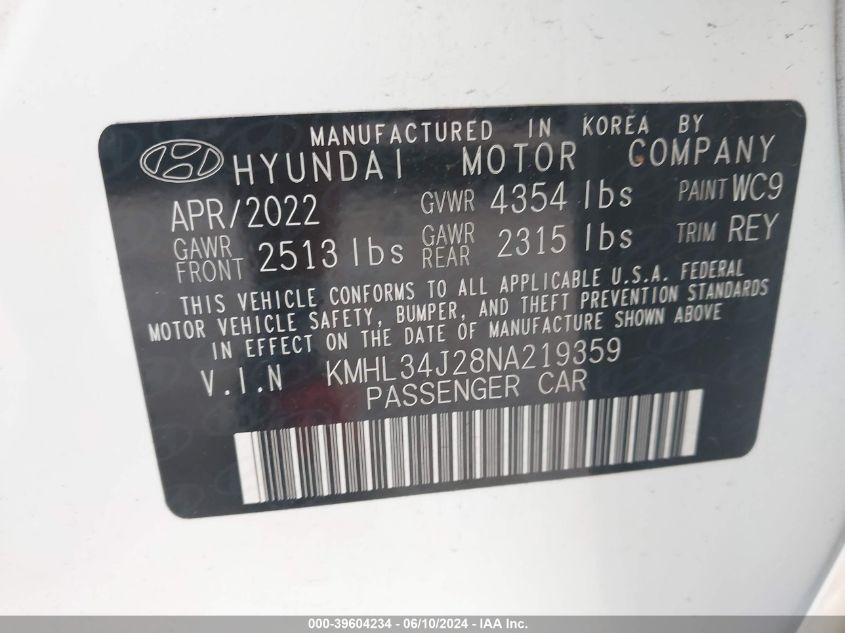 MANUFACTURED IN KOREA BY
HYUNDAI MOTOR COMPANY
APR/2022 GVWR 4354 lbs PAINT WC9
GAWR FRONT 2513 lbs GAWR REAR 2315 lbs TRIM REY
THIS VEHICLE CONFORMS TO ALL APPLICABLE U.S.A. FEDERAL
MOTOR VEHICLE SAFETY, BUMPER, AND THEFT PREVENTION STANDARDS
IN EFFECT ON THE DATE OF MANUFACTURE SHOWN ABOVE
V.I.N KMHL34J28NA219359
PASSENGER CAR
000-39604234 - 06/10/2024 - IAA Inc.